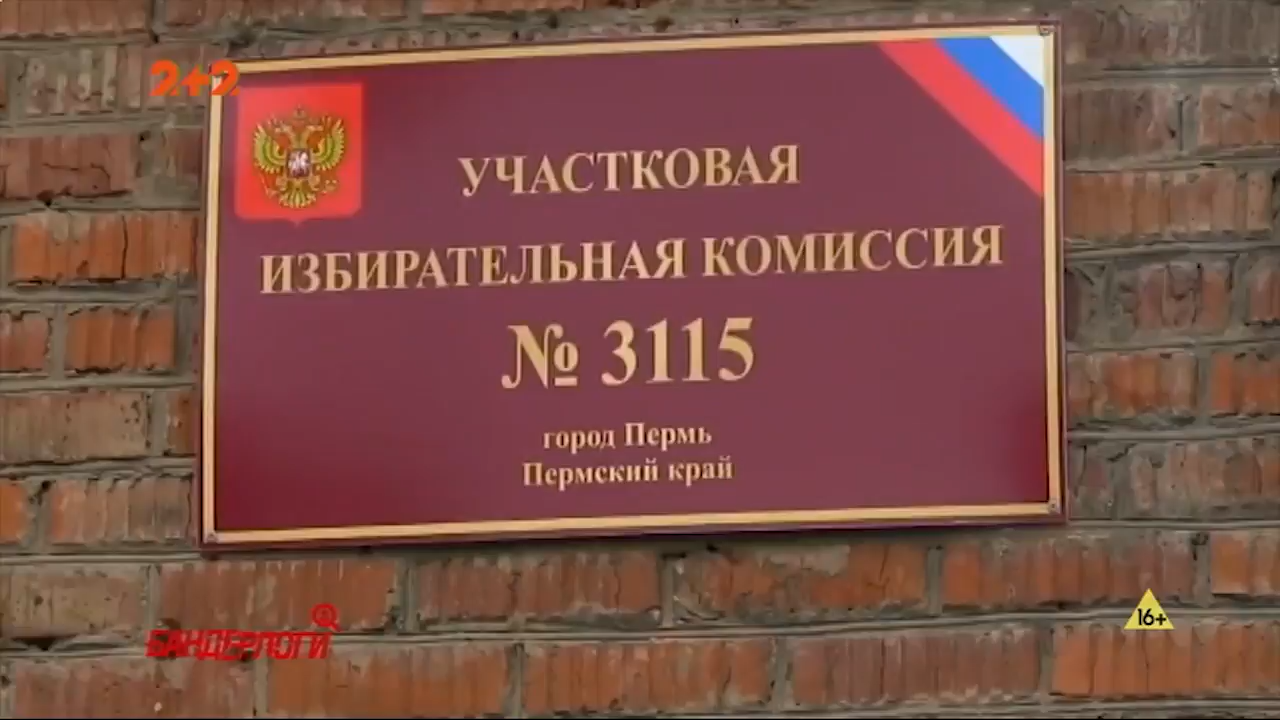 2+2
УЧАСТКОВАЯ
ИЗБИРАТЕЛЬНАЯ КОМИССИЯ
№ 3115
город Пермь
Пермский край
16+
БАНДЕРЛОГИ